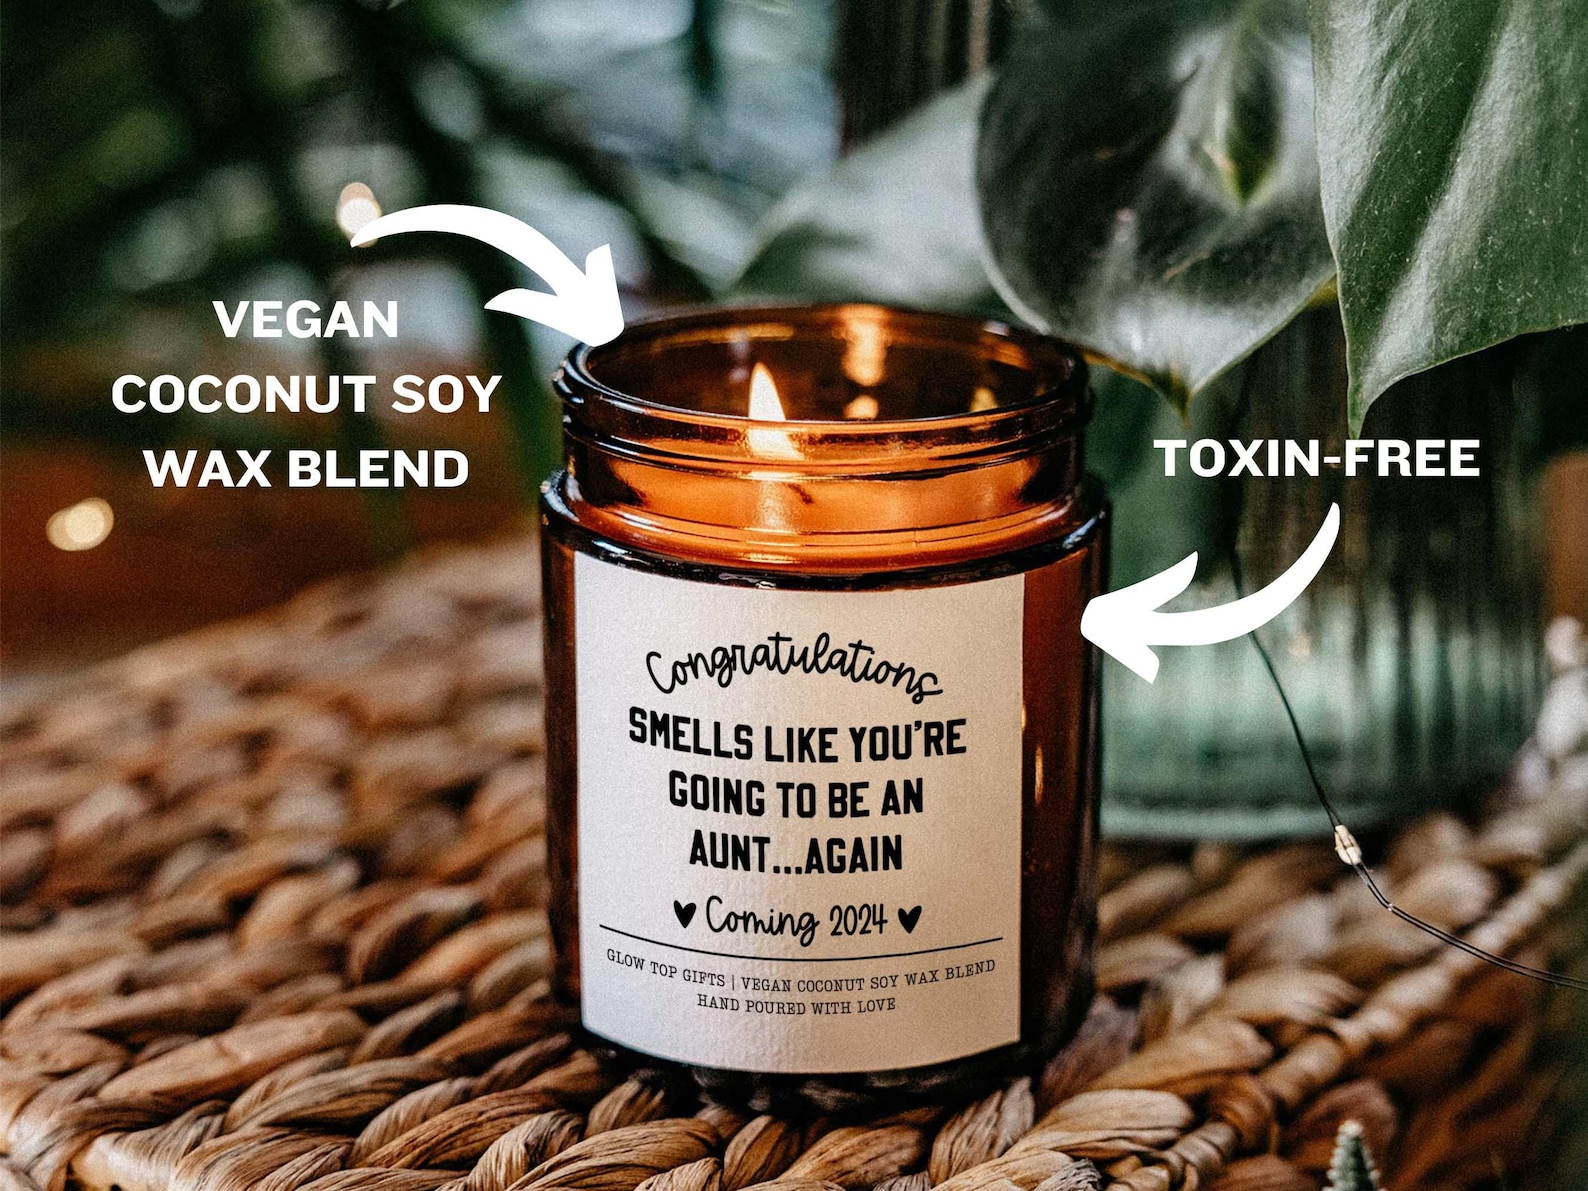 VEGAN
COCONUT SOY
WAX BLEND
TOXIN-FREE
Congratulations
SMELLS LIKE YOU'RE
GOING TO BE AN
AUNT...AGAIN
♥ Coming 2024 ♥
GLOW TOP GIFTS | VEGAN COCONUT SOY WAX BLEND
HAND POURED WITH LOVE